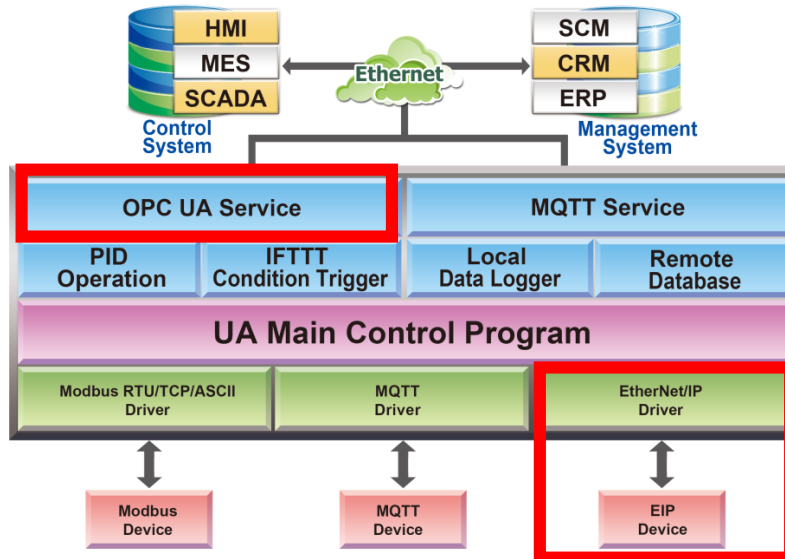 HMI
MES
SCADA
Control
System
Ethernet
SCM
CRM
ERP
Management
System
OPC UA Service
MQTT Service
PID
Operation
IFTTT
Condition Trigger
Local
Data Logger
Remote
Database
UA Main Control Program
Modbus RTU/TCP/ASCII
Driver
MQTT
Driver
EtherNet/IP
Driver
Modbus
Device
MQTT
Device
EIP
Device